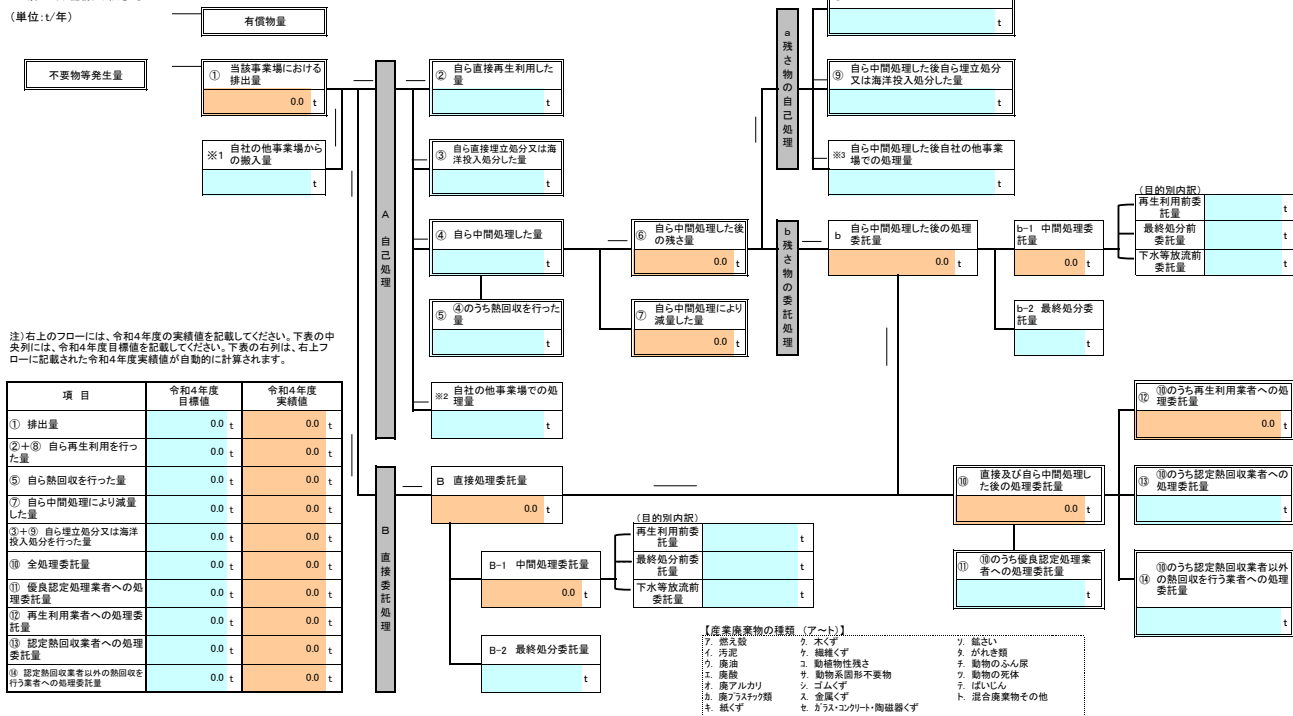 (単位:t/年)
有償物量
不要物等発生量
① 当該事業場における
排出量
0.0 t
※1 自社の他事業場から
の搬入量
t
A 自己処理
② 自ら直接再生利用した
量
t
③ 自ら直接埋立処分又は海
洋投入処分した量
t
④ 自ら中間処理した量
t
⑤ ④のうち熱回収を行った
量
t
※2 自社の他事業場での処
理量
t
⑥ 自ら中間処理した後
の残さ量
0.0 t
⑦ 自ら中間処理により
減量した量
0.0 t
a 残さ物の自己処理
t
⑨ 自ら中間処理した後自ら埋立処分
又は海洋投入処分した量
t
※3 自ら中間処理した後自社の他事業
場での処理量
t
b 残さ物の委託処理
b 自ら中間処理した後の処理
委託量
0.0 t
b-1 中間処理委
託量
0.0 t
(目的別内訳)
再生利用前委
託量
t
最終処分前
委託量
t
下水等放流前
委託量
t
b-2 最終処分委
託量
t
注)右上のフローには、令和4年度の実績値を記載してください。下表の中
央列には、令和4年度目標値を記載してください。下表の右列は、右上フ
ローに記載された令和4年度実績値が自動的に計算されます。
項 目 令和4年度
目標値 令和4年度
実績値
① 排出量 0.0 t 0.0 t
②+⑧ 自ら再生利用を行っ
た量 0.0 t 0.0 t
⑤ 自ら熱回収を行った量 0.0 t 0.0 t
⑦ 自ら中間処理により減量
した量 0.0 t 0.0 t
③+⑨ 自ら埋立処分又は海洋
投入処分を行った量 0.0 t 0.0 t
⑩ 全処理委託量 0.0 t 0.0 t
⑪ 優良認定処理業者への処
理委託量 0.0 t 0.0 t
⑫ 再生利用業者への処理委
託量 0.0 t 0.0 t
⑬ 認定熱回収業者への処理
委託量 0.0 t 0.0 t
⑭ 認定熱回収業者以外の熱回収を
行う業者への処理委託量 0.0 t 0.0 t
B 直接委託処理
B 直接処理委託量
0.0 t
B-1 中間処理委託量
0.0 t
(目的別内訳)
再生利用前委
託量
t
最終処分前委
託量
t
下水等放流前
委託量
t
B-2 最終処分委託量
t
⑩ 直接及び自ら中間処理し
た後の処理委託量
0.0 t
⑪ ⑩のうち優良認定処理業
者への処理委託量
t
⑫ ⑩のうち再生利用業者への処
理委託量
0.0 t
⑬ ⑩のうち認定熱回収業者への
処理委託量
t
⑭ ⑩のうち認定熱回収業者以外
の熱回収を行う業者への処理
委託量
t
【産業廃棄物の種類 (ア~ト)】
ア. 燃え殻 ク. 木くず ソ. 鉱さい
イ. 汚泥 ケ. 繊維くず タ. がれき類
ウ. 廃油 コ. 動植物性残さ チ. 動物のふん尿
エ. 廃酸 サ. 動物系固形不要物 ツ. 動物の死体
オ. 廃アルカリ シ. ゴムくず テ. ばいじん
カ. 廃プラスチック類 ス. 金属くず ト. 混合廃棄物その他
キ. 紙くず セ. ガラス・コンクリート・陶磁器くず